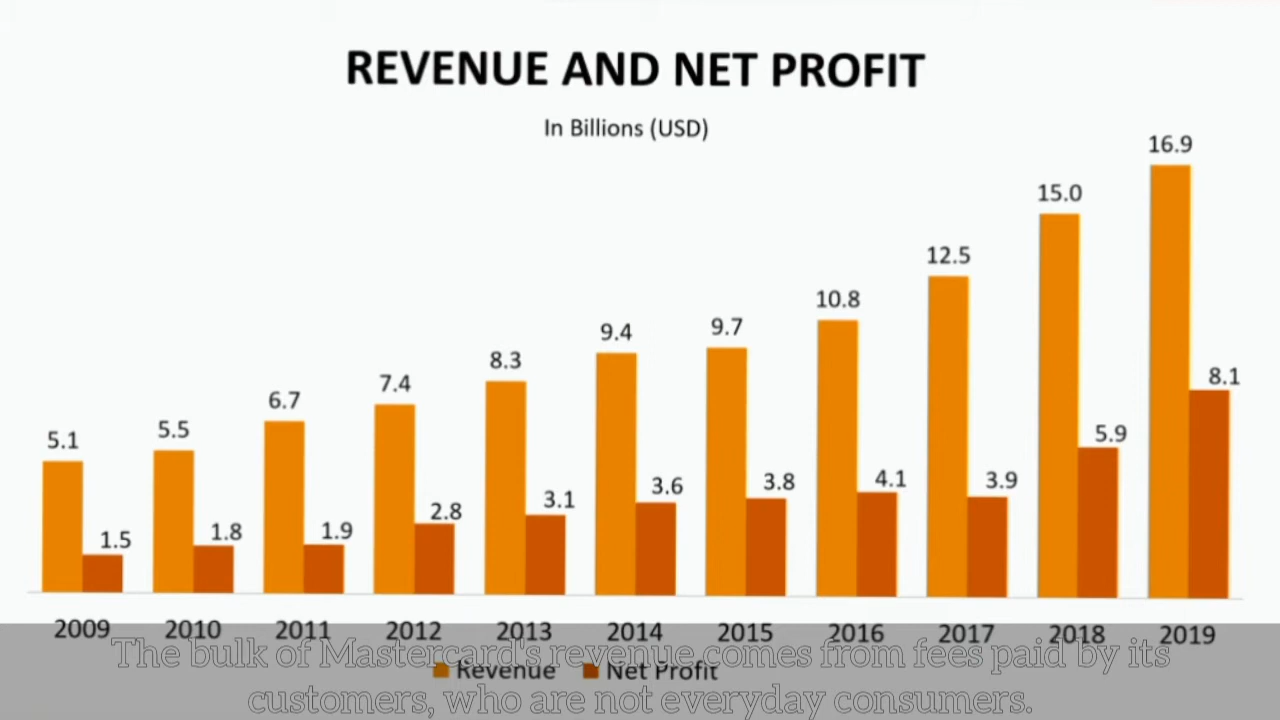 REVENUE AND NET PROFIT
In Billions (USD)
5.1 1.5 5.5 1.8 6.7 1.9 7.4 2.8 8.3 3.1 9.4 3.6 9.7 3.8 10.8 4.1 12.5 3.9 15.0 5.9 16.9 8.1
2009 2010 2011 2012 2013 2014 2015 2016 2017 2018 2019
Revenue Net Profit
The bulk of Mastercard's revenue comes from fees paid by its
customers, who are not everyday consumers.